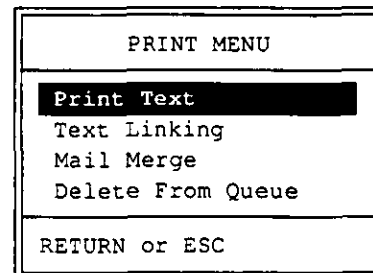 PRINT MENU
Print Text
Text Linking
Mail Merge
Delete From Queue
RETURN or ESC